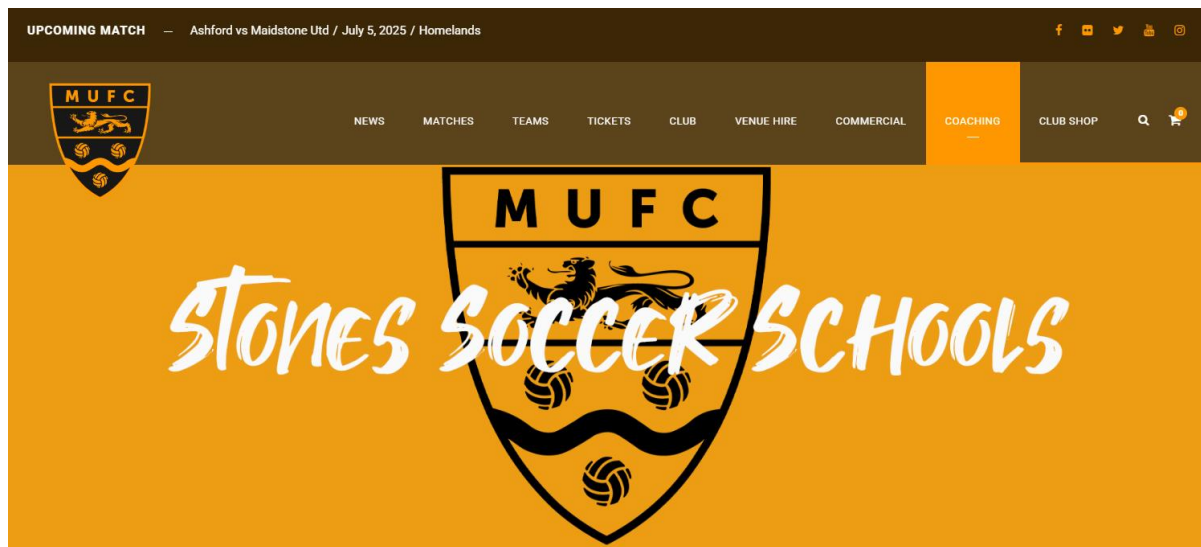 UPCOMING MATCH — Ashford vs Maidstone Utd / July 5, 2025 / Homelands
MUFC
NEWS MATCHES TEAMS TICKETS CLUB VENUE HIRE COMMERCIAL COACHING CLUB SHOP 0
MUFC
STONES SOCCER SCHOOLS